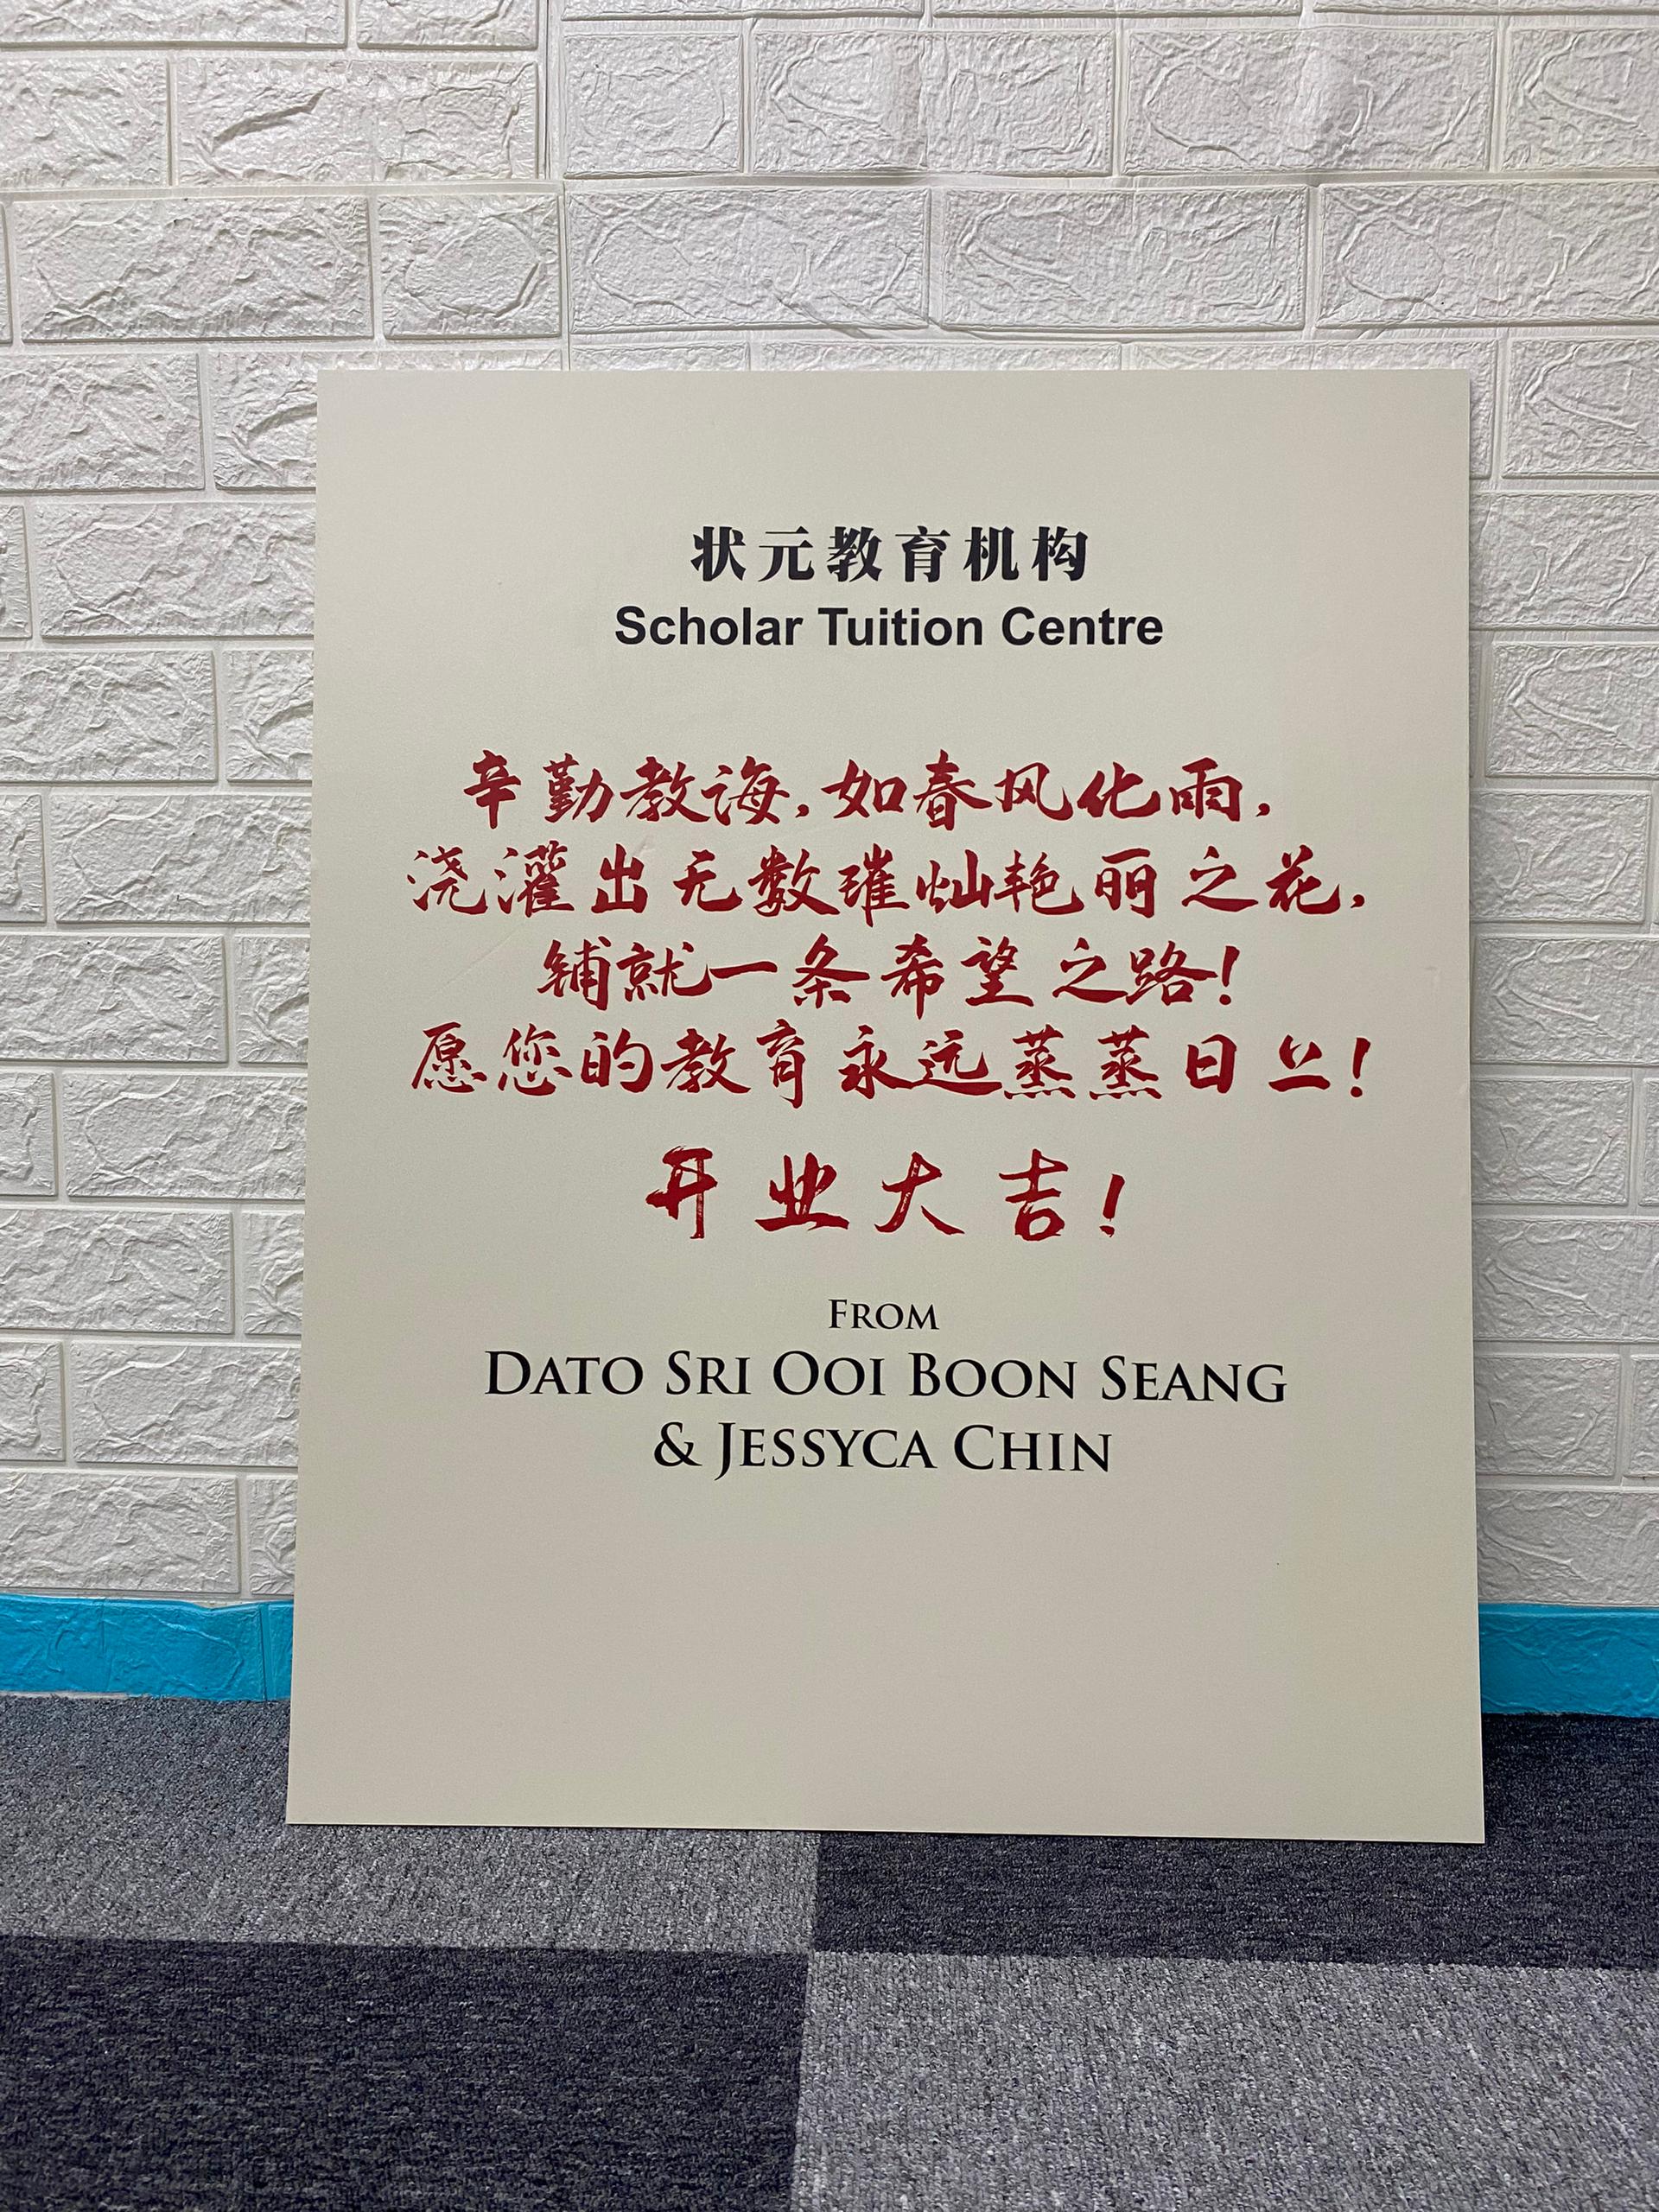 状元教育机构
Scholar Tuition Centre
辛勤教诲,如春风化雨,
浇灌出无数璀灿艳丽之花,
铺就一条希望之路!
愿您的教育永远蒸蒸日上!
开业大吉!
FROM
DATO SRI OOI BOON SEANG
& JESSYCA CHIN